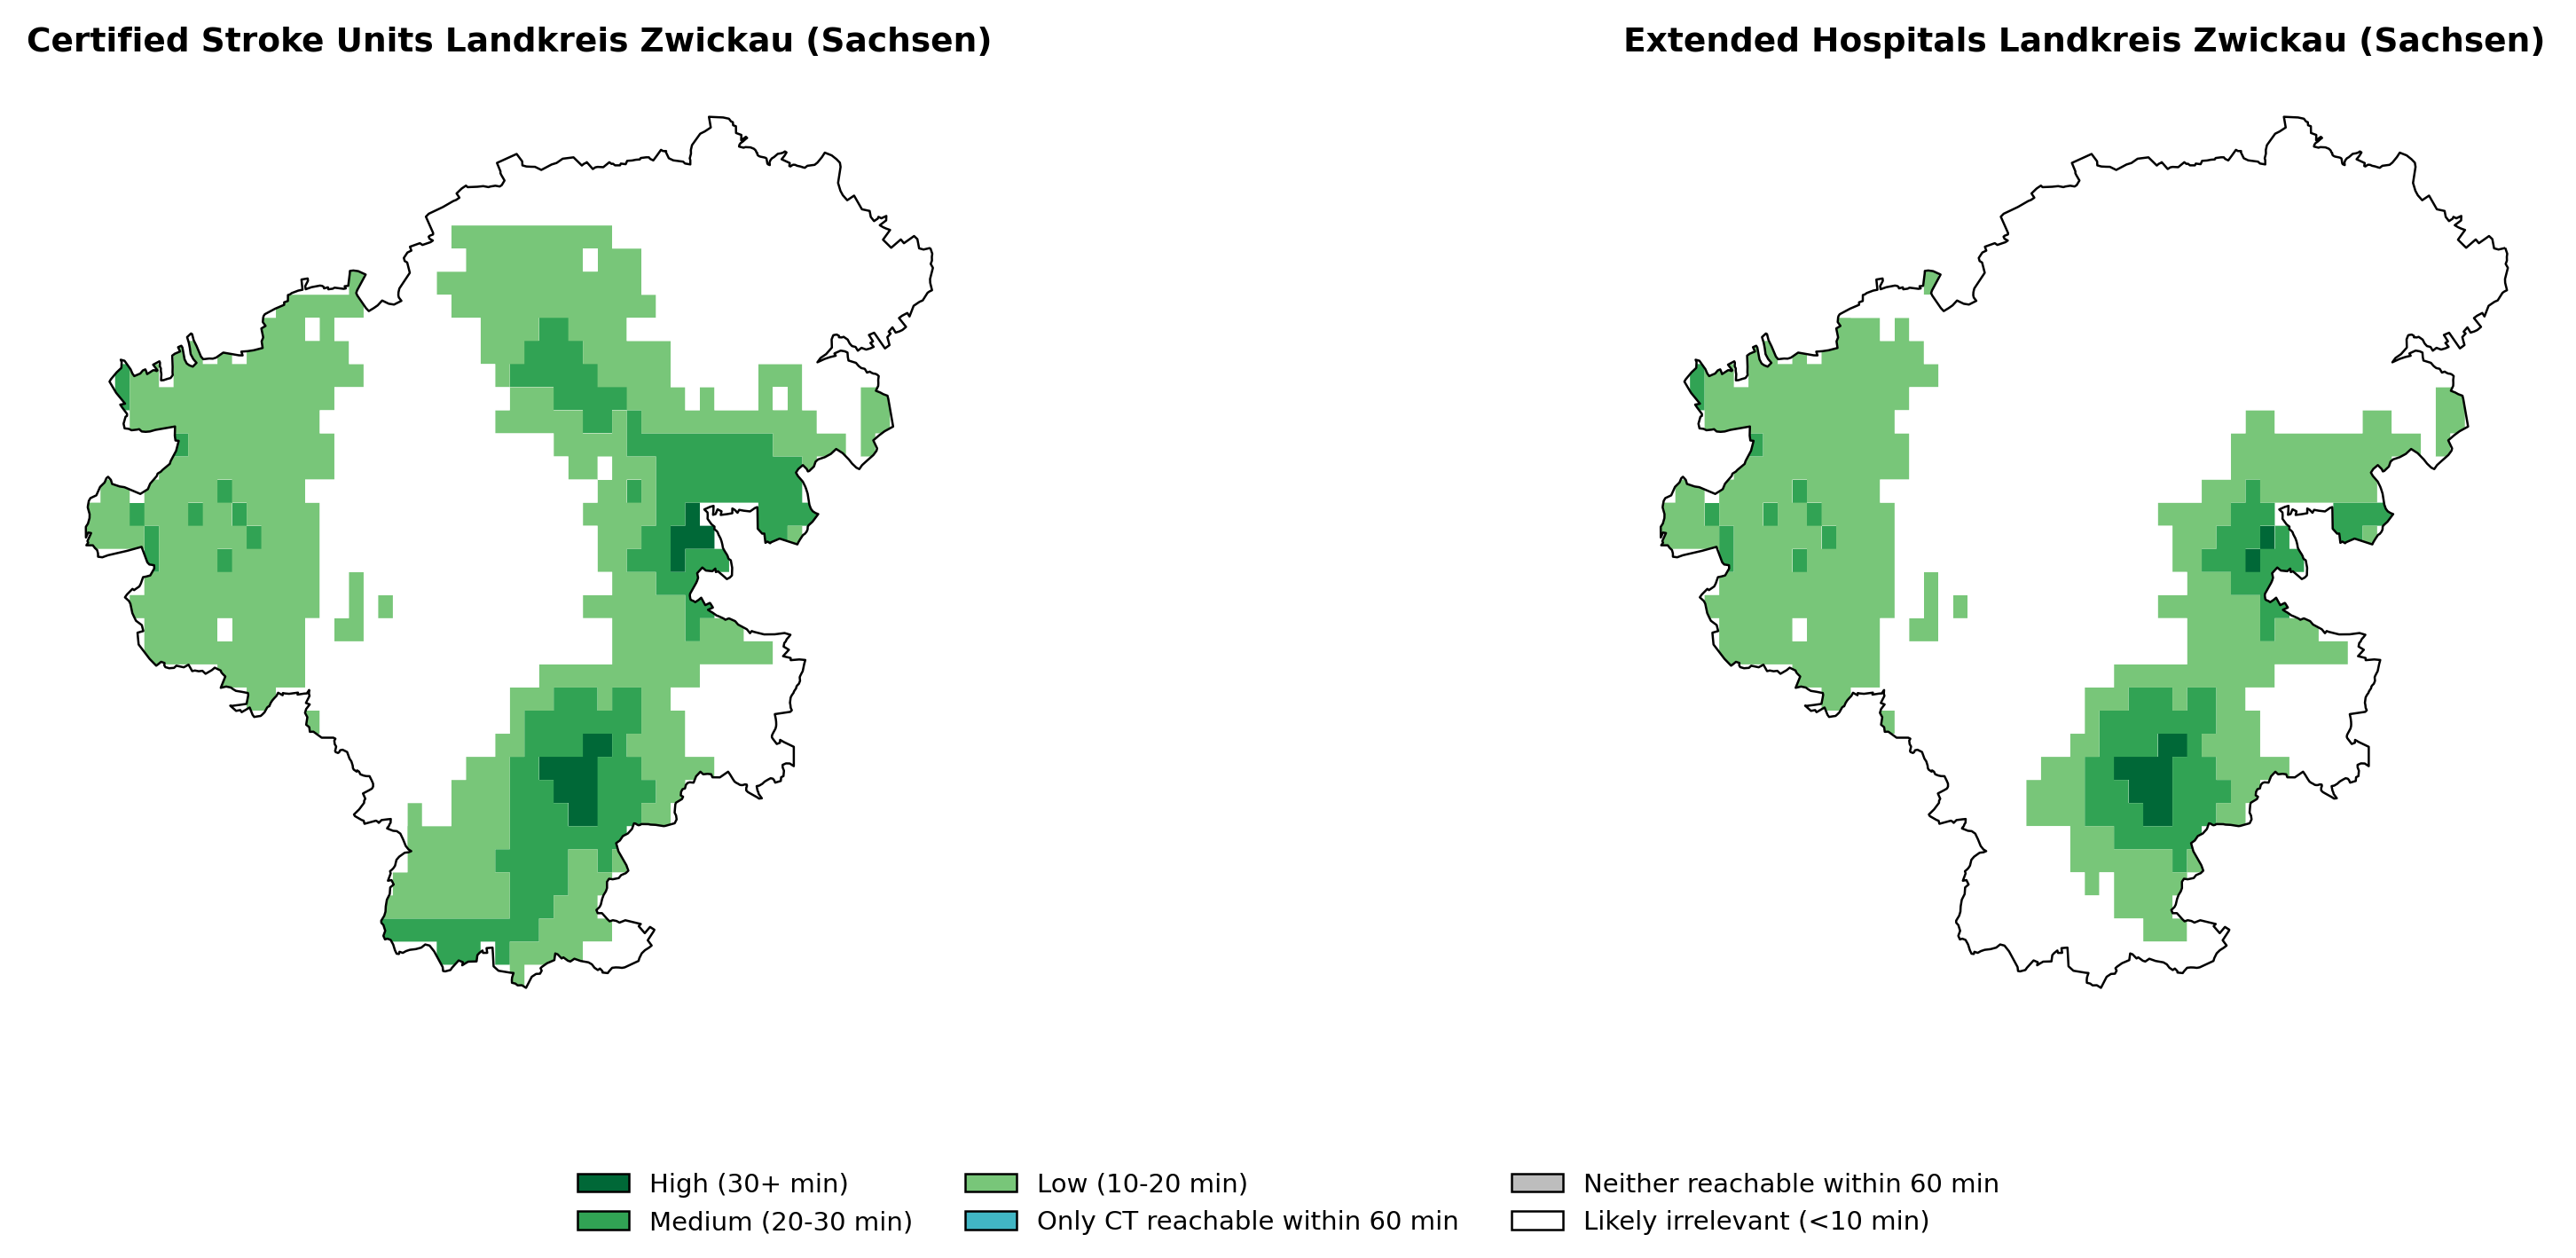 Certified Stroke Units Landkreis Zwickau (Sachsen)
Extended Hospitals Landkreis Zwickau (Sachsen)
High (30+ min)
Medium (20-30 min)
Low (10-20 min)
Only CT reachable within 60 min
Neither reachable within 60 min
Likely irrelevant (<10 min)